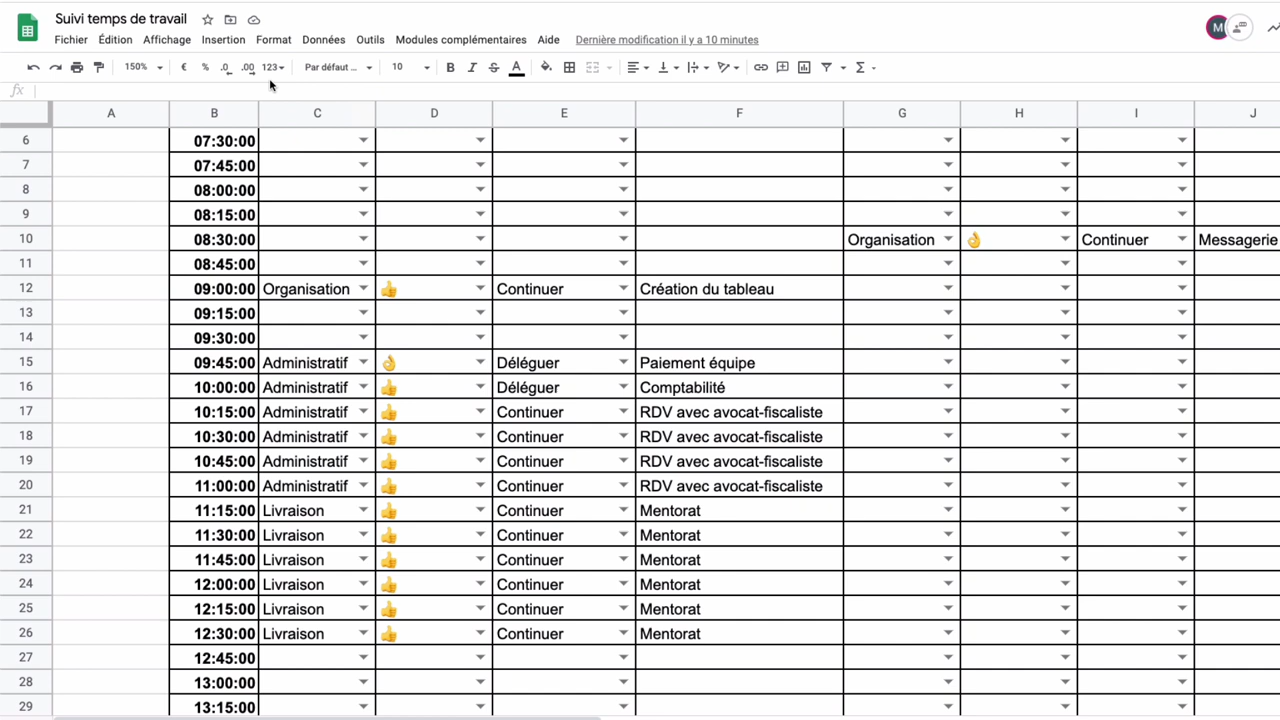 Suivi temps de travail
Fichier Édition Affichage Insertion Format Données Outils Modules complémentaires Aide Dernière modification il y a 10 minutes
M
150% € % .0 .00 123 Par défaut ... 10 B I S A Σ
fx
A B C D E F G H I J
6 07:30:00
7 07:45:00
8 08:00:00
9 08:15:00
10 08:30:00 Organisation 👌 Continuer Messagerie
11 08:45:00
12 09:00:00 Organisation 👍 Continuer Création du tableau
13 09:15:00
14 09:30:00
15 09:45:00 Administratif 👌 Déléguer Paiement équipe
16 10:00:00 Administratif 👍 Déléguer Comptabilité
17 10:15:00 Administratif 👍 Continuer RDV avec avocat-fiscaliste
18 10:30:00 Administratif 👍 Continuer RDV avec avocat-fiscaliste
19 10:45:00 Administratif 👍 Continuer RDV avec avocat-fiscaliste
20 11:00:00 Administratif 👍 Continuer RDV avec avocat-fiscaliste
21 11:15:00 Livraison 👍 Continuer Mentorat
22 11:30:00 Livraison 👍 Continuer Mentorat
23 11:45:00 Livraison 👍 Continuer Mentorat
24 12:00:00 Livraison 👍 Continuer Mentorat
25 12:15:00 Livraison 👍 Continuer Mentorat
26 12:30:00 Livraison 👍 Continuer Mentorat
27 12:45:00
28 13:00:00
29 13:15:00